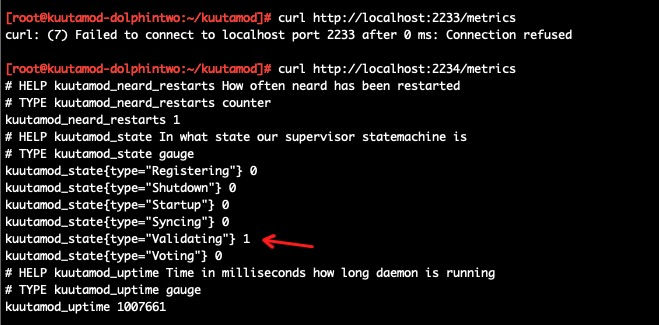 [root@kuutamod-dolphintwo:~/kuutamod]# curl http://localhost:2233/metrics
curl: (7) Failed to connect to localhost port 2233 after 0 ms: Connection refused
[root@kuutamod-dolphintwo:~/kuutamod]# curl http://localhost:2234/metrics
# HELP kuutamod_neard_restarts How often neard has been restarted
# TYPE kuutamod_neard_restarts counter
kuutamod_neard_restarts 1
# HELP kuutamod_state In what state our supervisor statemachine is
# TYPE kuutamod_state gauge
kuutamod_state{type="Registering"} 0
kuutamod_state{type="Shutdown"} 0
kuutamod_state{type="Startup"} 0
kuutamod_state{type="Syncing"} 0
kuutamod_state{type="Validating"} 1
kuutamod_state{type="Voting"} 0
# HELP kuutamod_uptime Time in milliseconds how long daemon is running
# TYPE kuutamod_uptime gauge
kuutamod_uptime 1007661